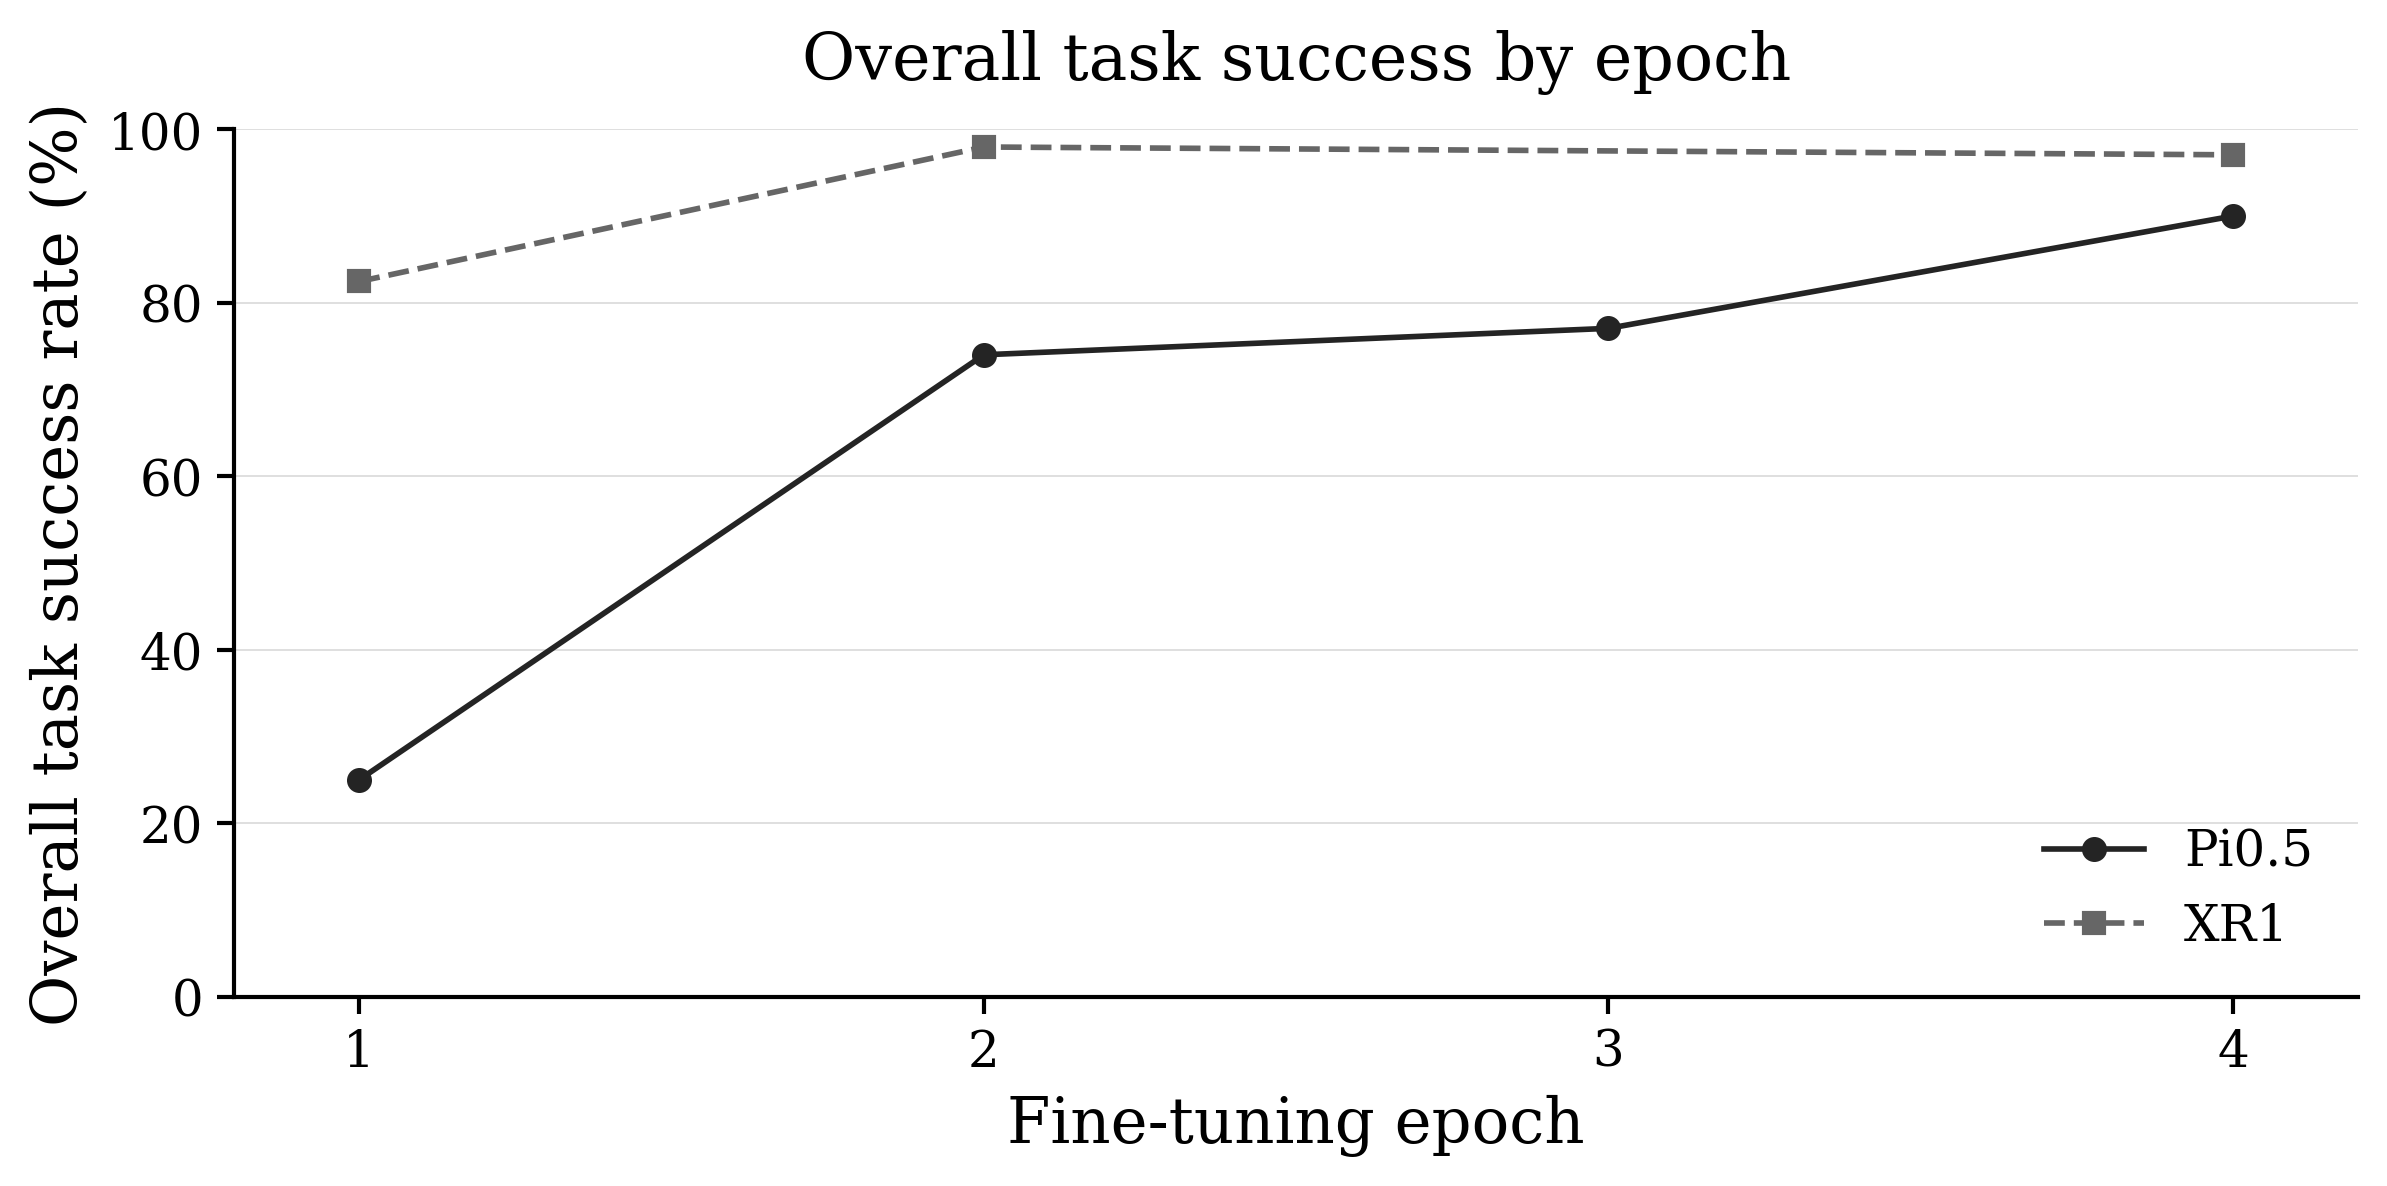 Overall task success by epoch
Overall task success rate (%)
100
80
60
40
20
0
1 2 3 4
Fine-tuning epoch
Pi0.5
XR1